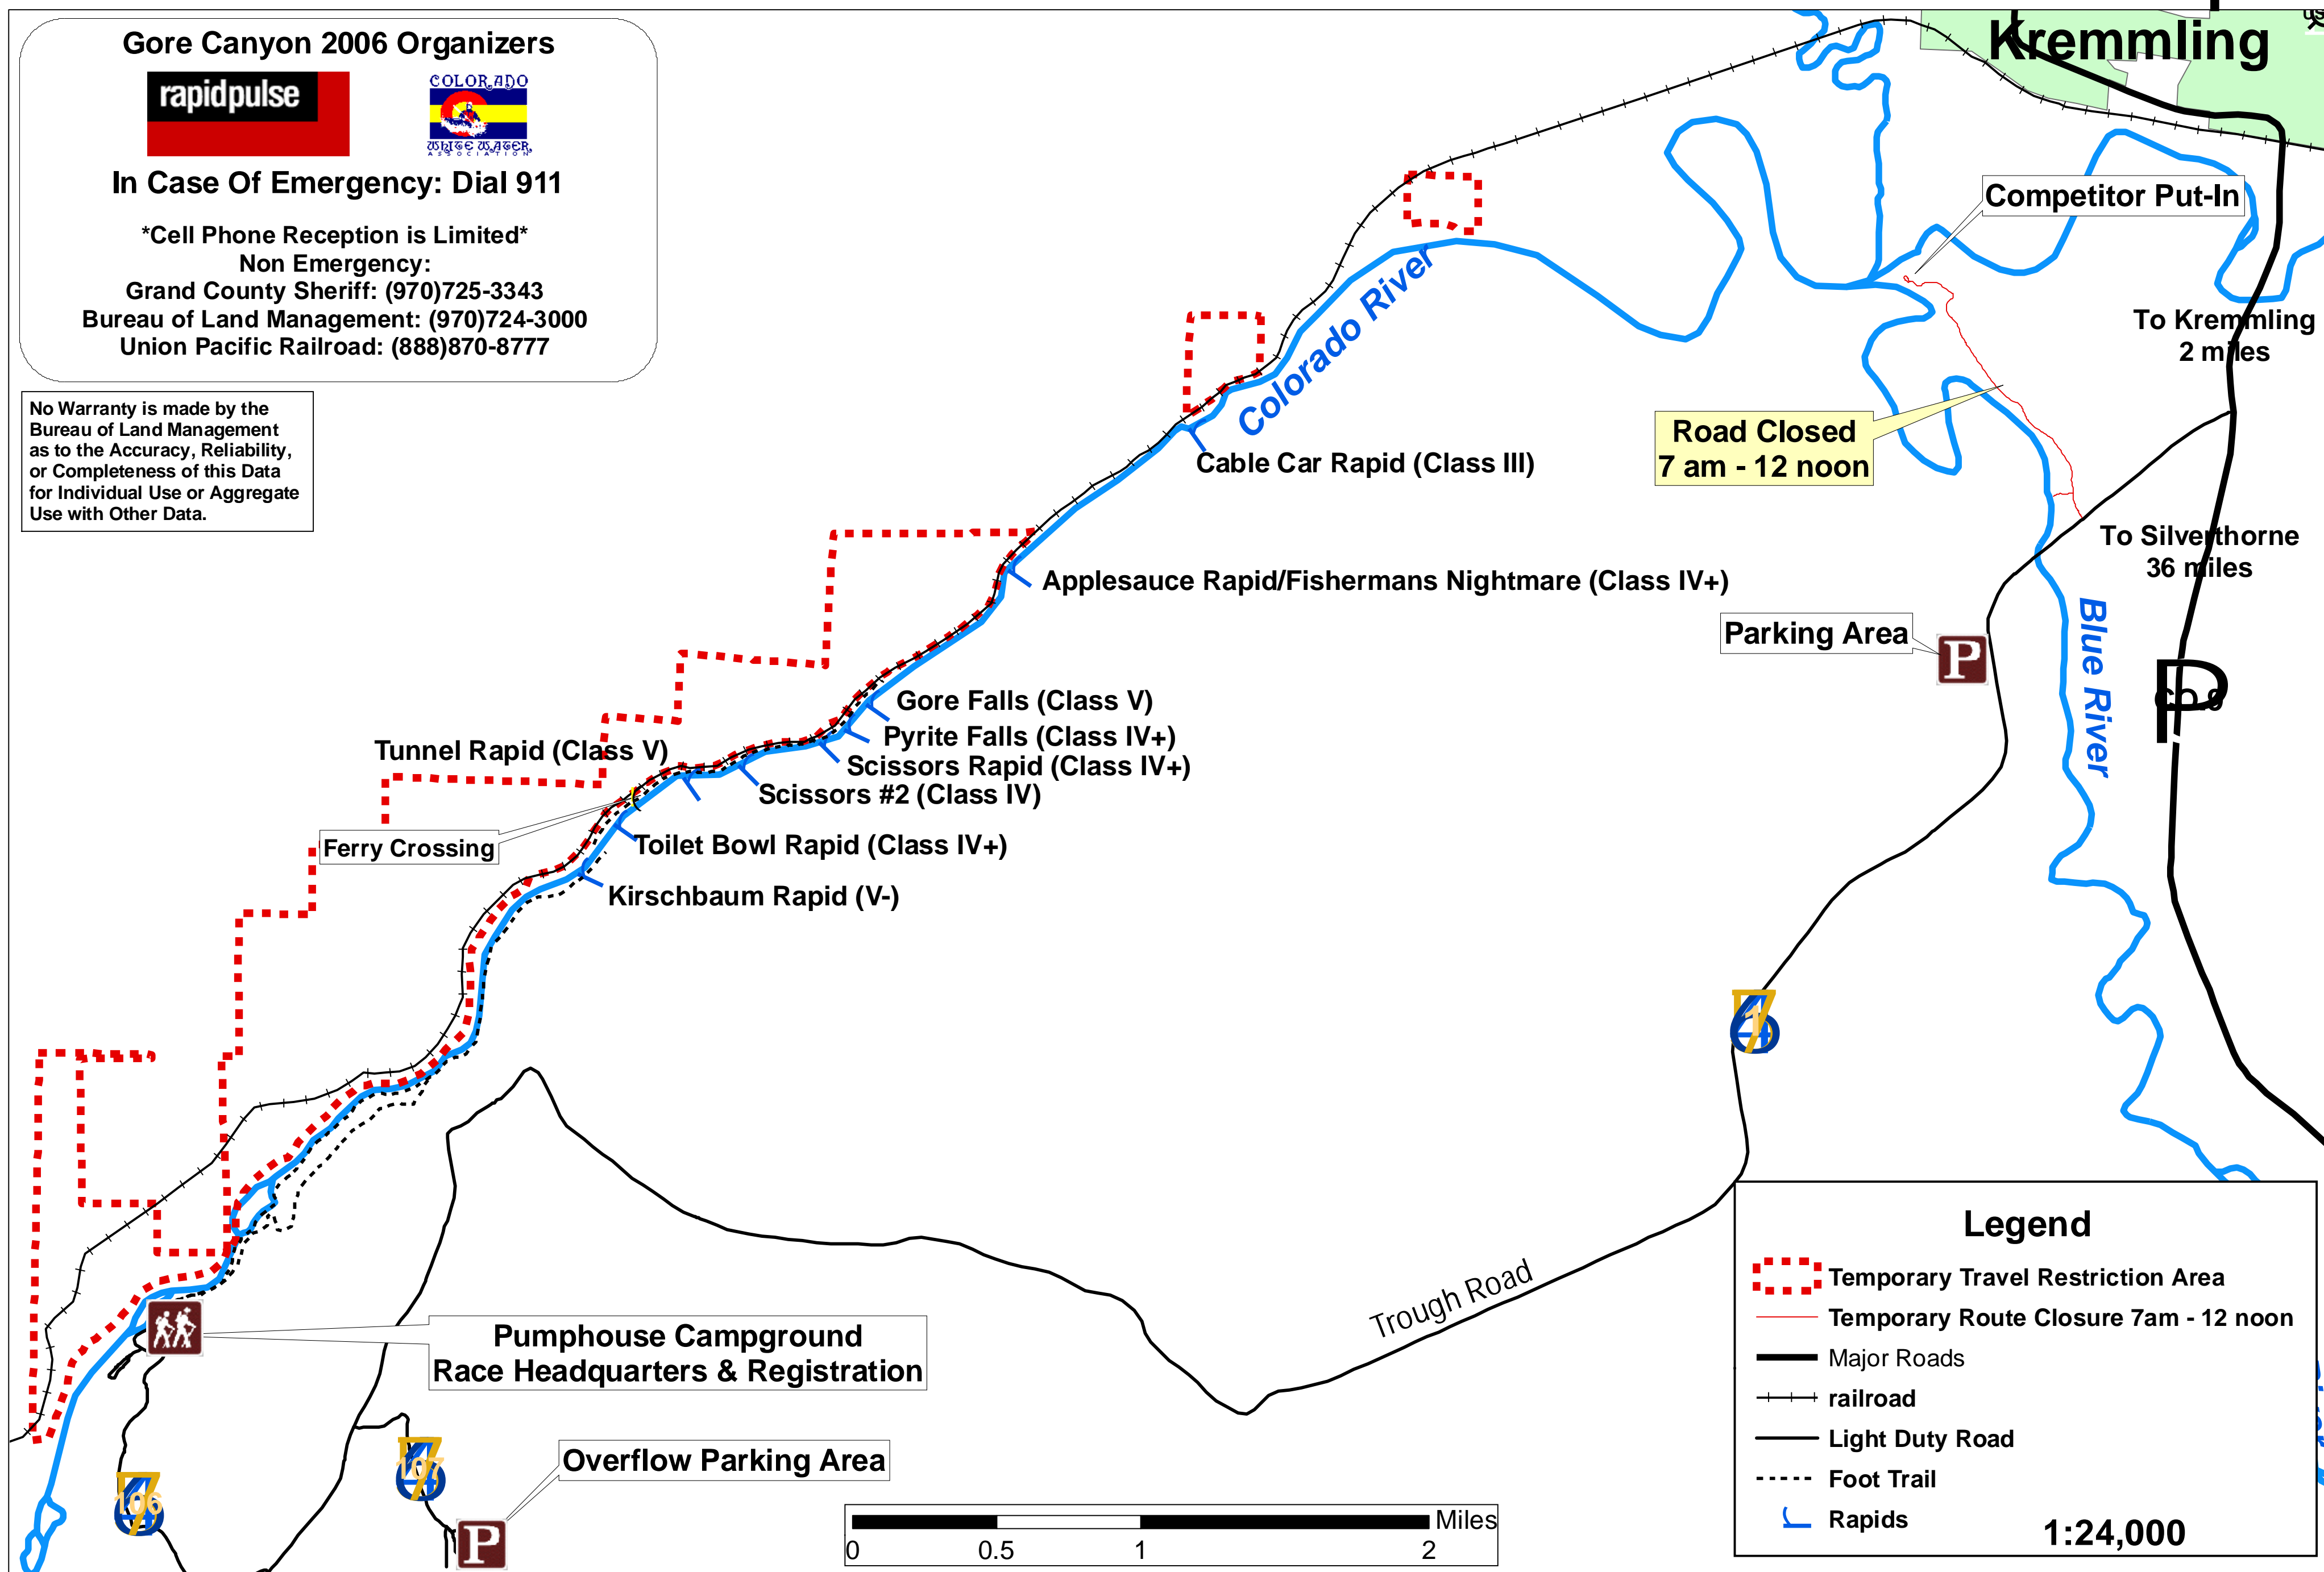 Gore Canyon 2006 Organizers
rapidpulse
COLORADO
WHITE WATER
ASSOCIATION
In Case Of Emergency: Dial 911
*Cell Phone Reception is Limited*
Non Emergency:
Grand County Sheriff: (970)725-3343
Bureau of Land Management: (970)724-3000
Union Pacific Railroad: (888)870-8777
No Warranty is made by the
Bureau of Land Management
as to the Accuracy, Reliability,
or Completeness of this Data
for Individual Use or Aggregate
Use with Other Data.
Kremmling
Competitor Put-In
To Kremmling
2 miles
Colorado River
Road Closed
7 am - 12 noon
Cable Car Rapid (Class III)
To Silverthorne
36 miles
Applesauce Rapid/Fishermans Nightmare (Class IV+)
Blue River
Parking Area
P
P
Gore Falls (Class V)
Pyrite Falls (Class IV+)
Tunnel Rapid (Class V)
Scissors Rapid (Class IV+)
Scissors #2 (Class IV)
Ferry Crossing
Toilet Bowl Rapid (Class IV+)
Kirschbaum Rapid (V-)
1
Trough Road
Pumphouse Campground
Race Headquarters & Registration
Overflow Parking Area
P
107
106
Miles
0 0.5 1 2
Legend
Temporary Travel Restriction Area
Temporary Route Closure 7am - 12 noon
Major Roads
railroad
Light Duty Road
Foot Trail
Rapids
1:24,000